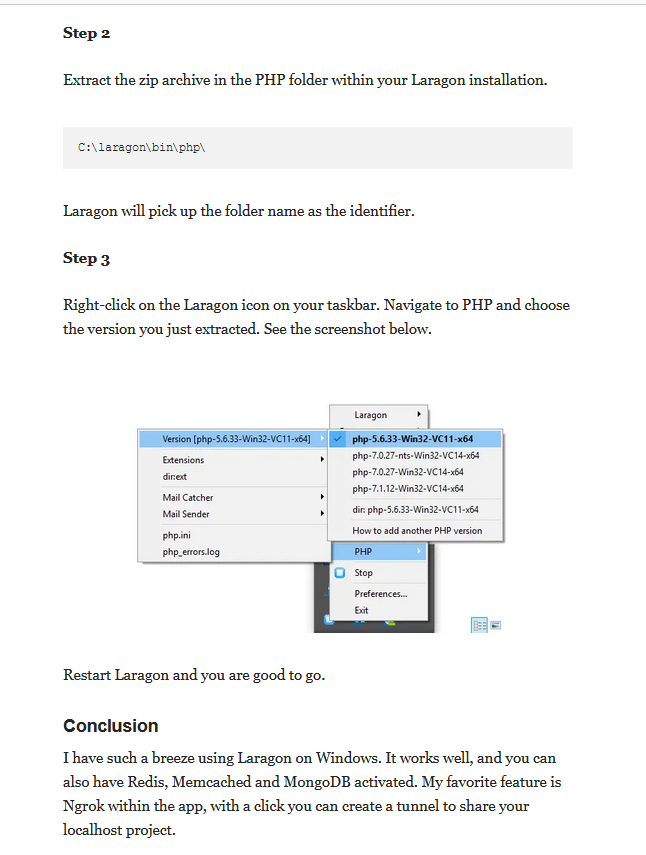 Step 2
Extract the zip archive in the PHP folder within your Laragon installation.
C:\laragon\bin\php\
Laragon will pick up the folder name as the identifier.
Step 3
Right-click on the Laragon icon on your taskbar. Navigate to PHP and choose
the version you just extracted. See the screenshot below.
Laragon
Version [php-5.6.33-Win32-VC11-x64]
Extensions
dir:ext
Mail Catcher
Mail Sender
php.ini
php_errors.log
php-5.6.33-Win32-VC11-x64
php-7.0.27-nts-Win32-VC14-x64
php-7.0.27-Win32-VC14-x64
php-7.1.12-Win32-VC14-x64
dir: php-5.6.33-Win32-VC11-x64
How to add another PHP version
PHP
Stop
Preferences...
Exit
Restart Laragon and you are good to go.
Conclusion
I have such a breeze using Laragon on Windows. It works well, and you can
also have Redis, Memcached and MongoDB activated. My favorite feature is
Ngrok within the app, with a click you can create a tunnel to share your
localhost project.